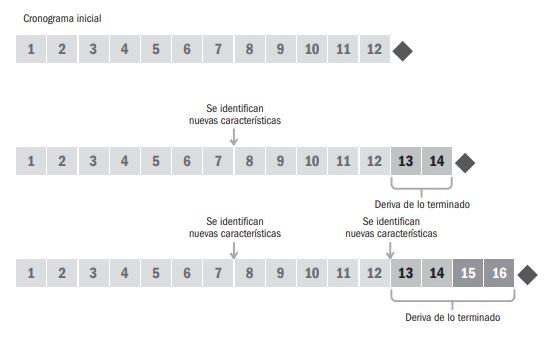 Cronograma inicial
1 2 3 4 5 6 7 8 9 10 11 12
Se identifican
nuevas características
1 2 3 4 5 6 7 8 9 10 11 12 13 14
Deriva de lo terminado
Se identifican
nuevas características
Se identifican
nuevas características
1 2 3 4 5 6 7 8 9 10 11 12 13 14 15 16
Deriva de lo terminado